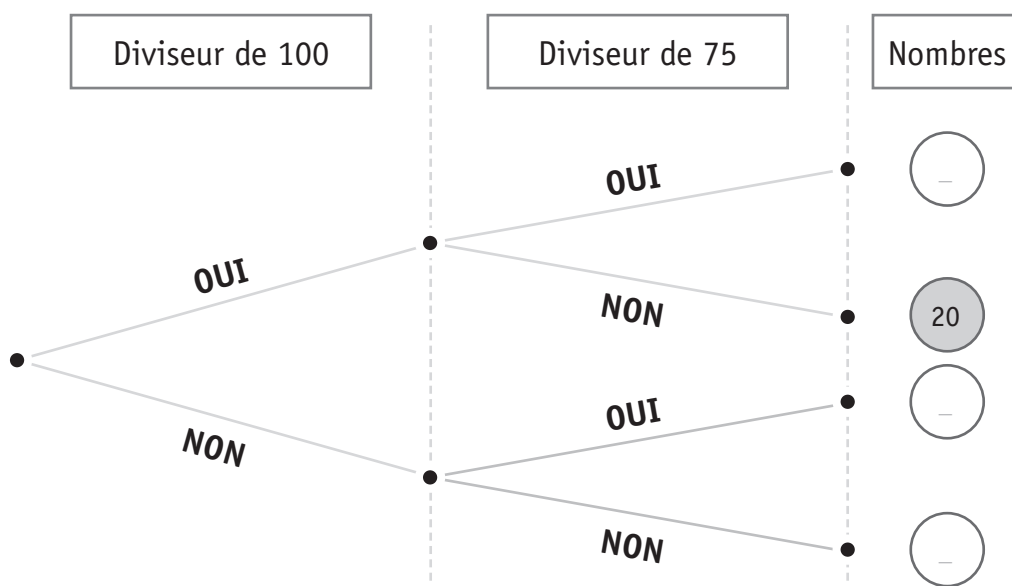 Diviseur de 100
Diviseur de 75
Nombres
OUI
_
OUI
NON
20
NON
OUI
_
NON
_